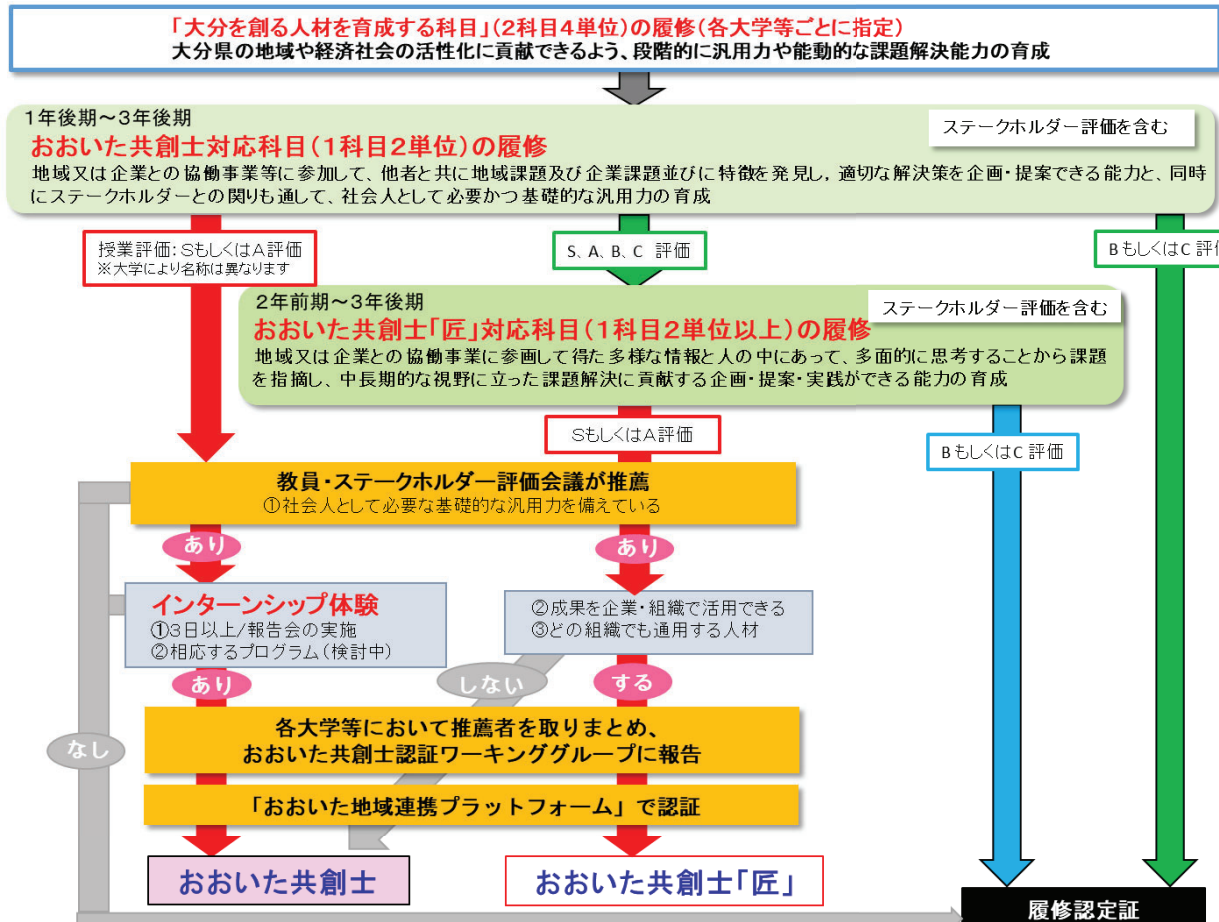 「大分を創る人材を育成する科目」(2科目4単位)の履修(各大学等ごとに指定)
大分県の地域や経済社会の活性化に貢献できるよう、段階的に汎用力や能動的な課題解決能力の育成
1年後期～3年後期
ステークホルダー評価を含む
おおいた共創士対応科目(1科目2単位)の履修
地域又は企業との協働事業等に参加して、他者と共に地域課題及び企業課題並びに特徴を発見し，適切な解決策を企画・提案できる能力と、同時
にステークホルダーとの関りも通して、社会人として必要かつ基礎的な汎用力の育成
授業評価：SもしくはA評価
※大学により名称は異なります
S、A、B、C 評価
BもしくはC 評価
2年前期～3年後期
ステークホルダー評価を含む
おおいた共創士「匠」対応科目(1科目2単位以上)の履修
地域又は企業との協働事業に参画して得た多様な情報と人の中にあって、多面的に思考することから課題
を指摘し、中長期的な視野に立った課題解決に貢献する企画・提案・実践ができる能力の育成
SもしくはA評価
BもしくはC 評価
教員・ステークホルダー評価会議が推薦
①社会人として必要な基礎的な汎用力を備えている
あり
あり
インターンシップ体験
①3日以上/報告会の実施
②相応するプログラム(検討中)
②成果を企業・組織で活用できる
③どの組織でも通用する人材
あり
しない
する
なし
各大学等において推薦者を取りまとめ、
おおいた共創士認証ワーキンググループに報告
「おおいた地域連携プラットフォーム」で認証
おおいた共創士
おおいた共創士「匠」
履修認定証